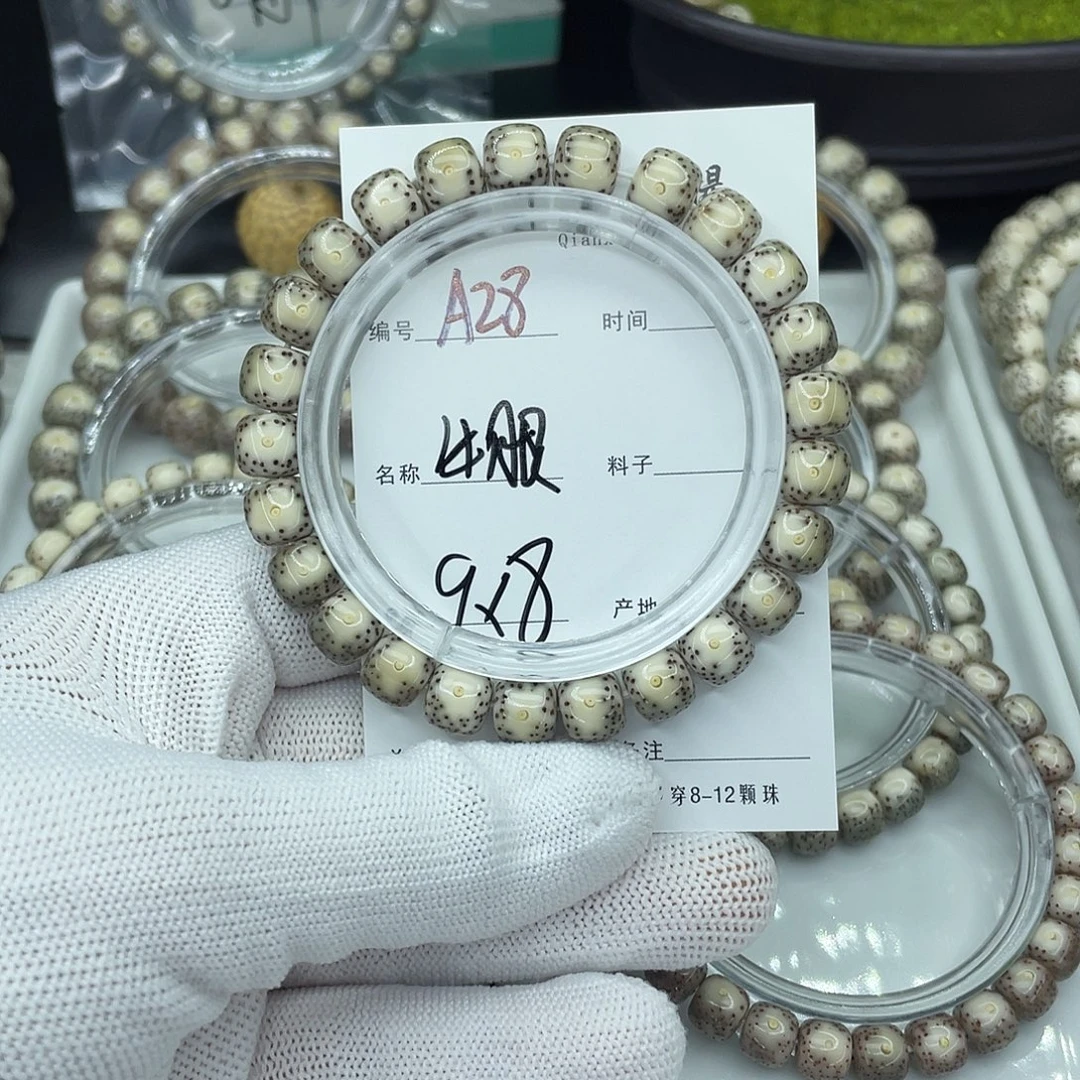 Qianx
编号 A28 时间
名称 牛眼 料子
9x8 产地
备注
穿8-12颗珠